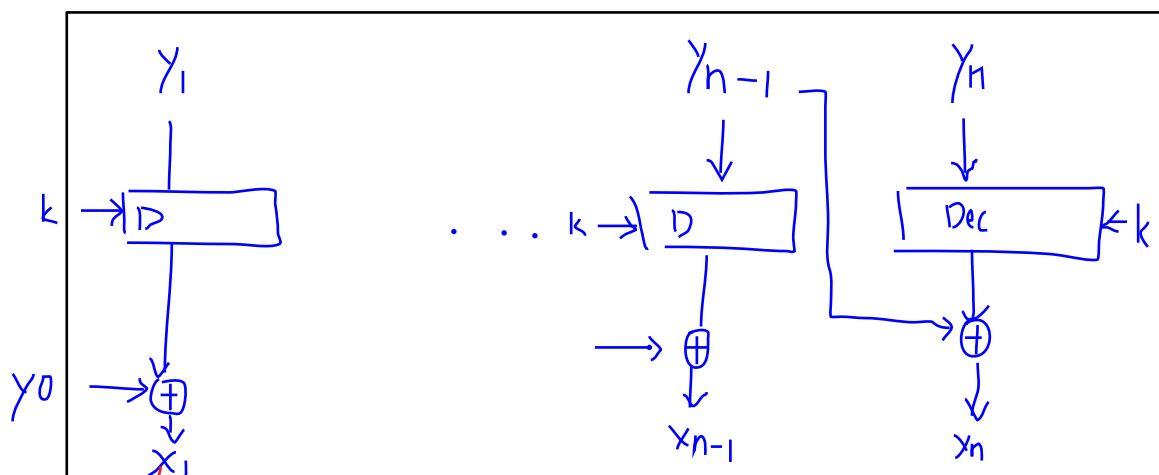 y1 yn-1 yn
k D . . . k D Dec k
+ +
y0 +
x1 xn-1 xn